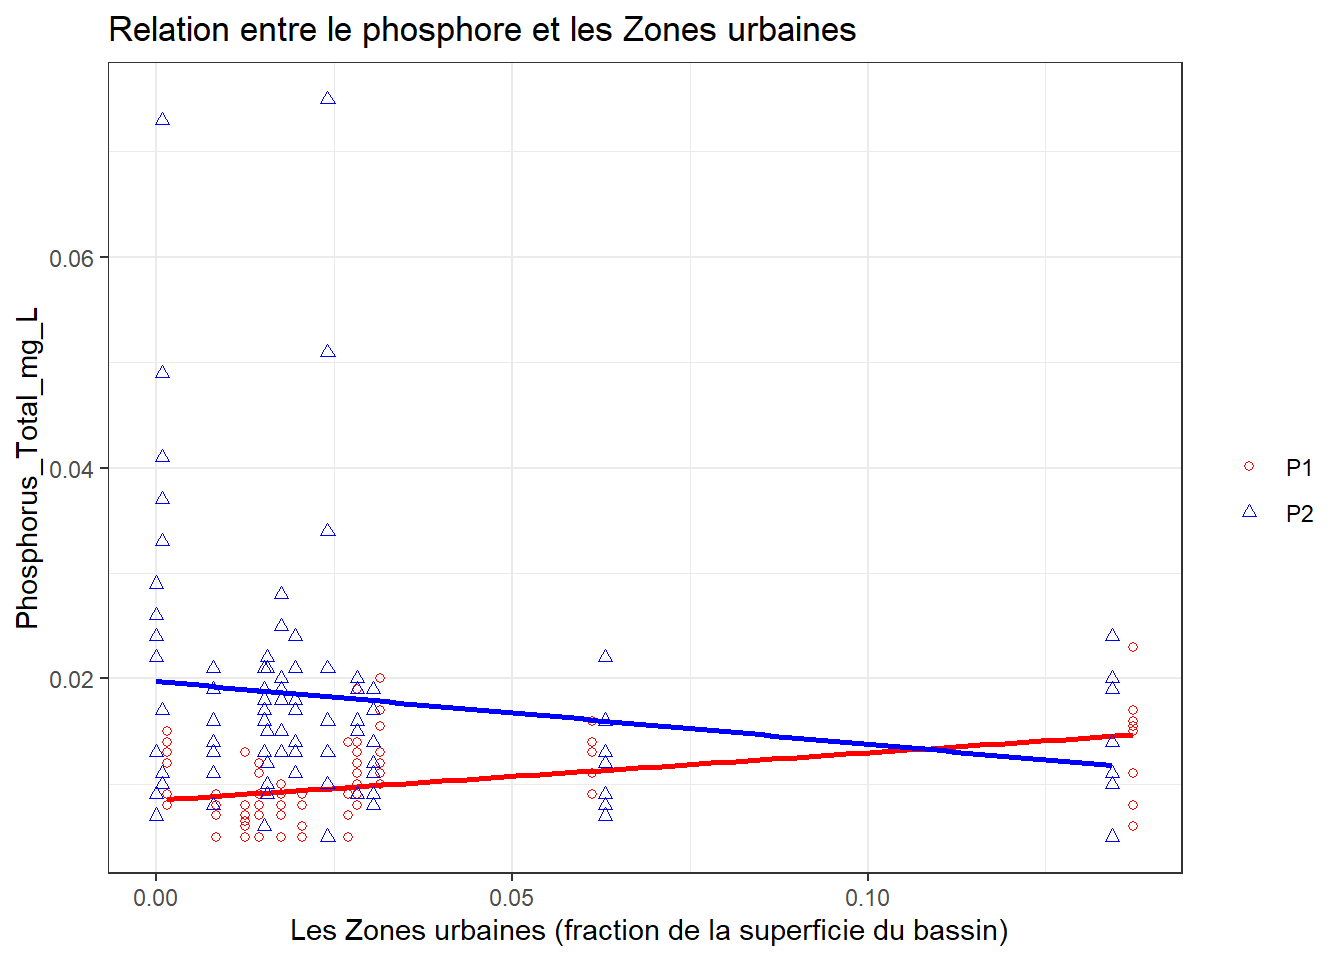 Relation entre le phosphore et les Zones urbaines
Phosphorus_Total_mg_L
0.06
0.04
0.02
0.00 0.05 0.10
Les Zones urbaines (fraction de la superficie du bassin)
P1
P2